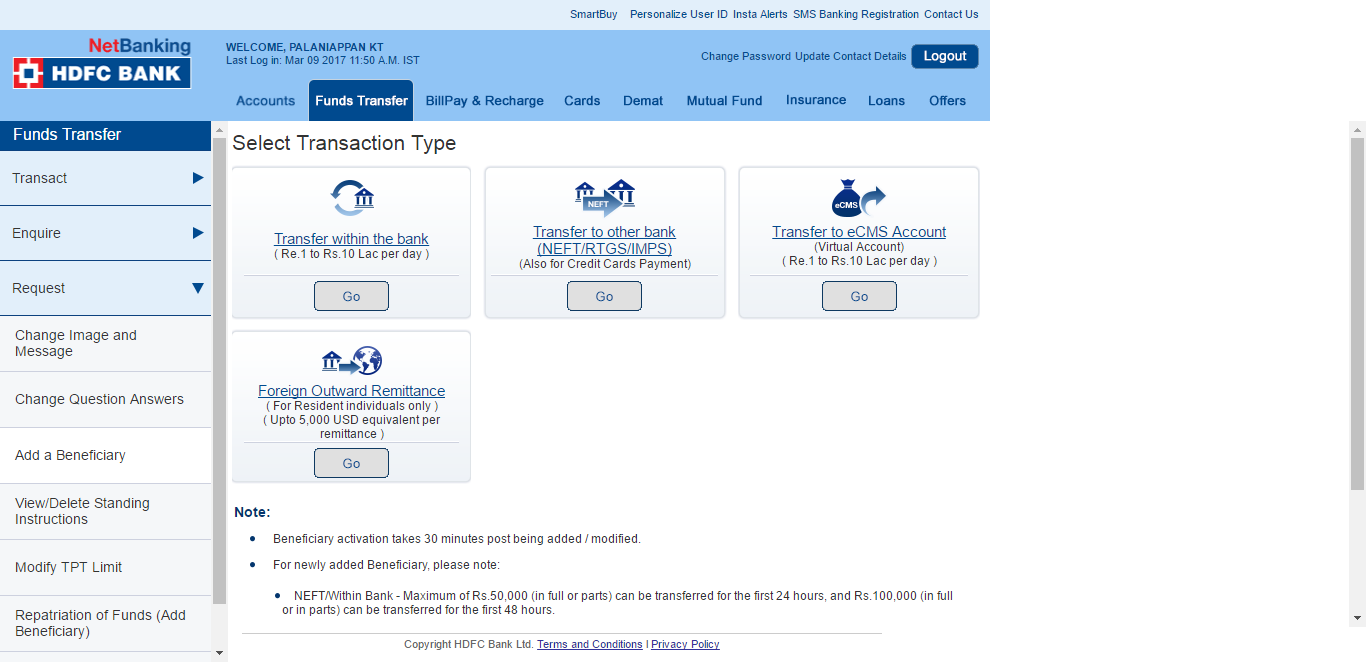 SmartBuy Personalize User ID Insta Alerts SMS Banking Registration Contact Us
NetBanking
HDFC BANK
WELCOME, PALANIAPPAN KT
Last Log in: Mar 09 2017 11:50 A.M. IST
Change Password Update Contact Details Logout
Accounts Funds Transfer BillPay & Recharge Cards Demat Mutual Fund Insurance Loans Offers
Funds Transfer
Transact
Enquire
Request
Change Image and
Message
Change Question Answers
Add a Beneficiary
View/Delete Standing
Instructions
Modify TPT Limit
Repatriation of Funds (Add
Beneficiary)
Select Transaction Type
Transfer within the bank
( Re.1 to Rs.10 Lac per day )
Go
NEFT
Transfer to other bank
(NEFT/RTGS/IMPS)
(Also for Credit Cards Payment)
Go
eCMS
Transfer to eCMS Account
(Virtual Account)
( Re.1 to Rs.10 Lac per day )
Go
Foreign Outward Remittance
( For Resident individuals only )
( Upto 5,000 USD equivalent per
remittance )
Go
Note:
• Beneficiary activation takes 30 minutes post being added / modified.
• For newly added Beneficiary, please note:
• NEFT/Within Bank - Maximum of Rs.50,000 (in full or parts) can be transferred for the first 24 hours, and Rs.100,000 (in full
or in parts) can be transferred for the first 48 hours.
Copyright HDFC Bank Ltd. Terms and Conditions | Privacy Policy